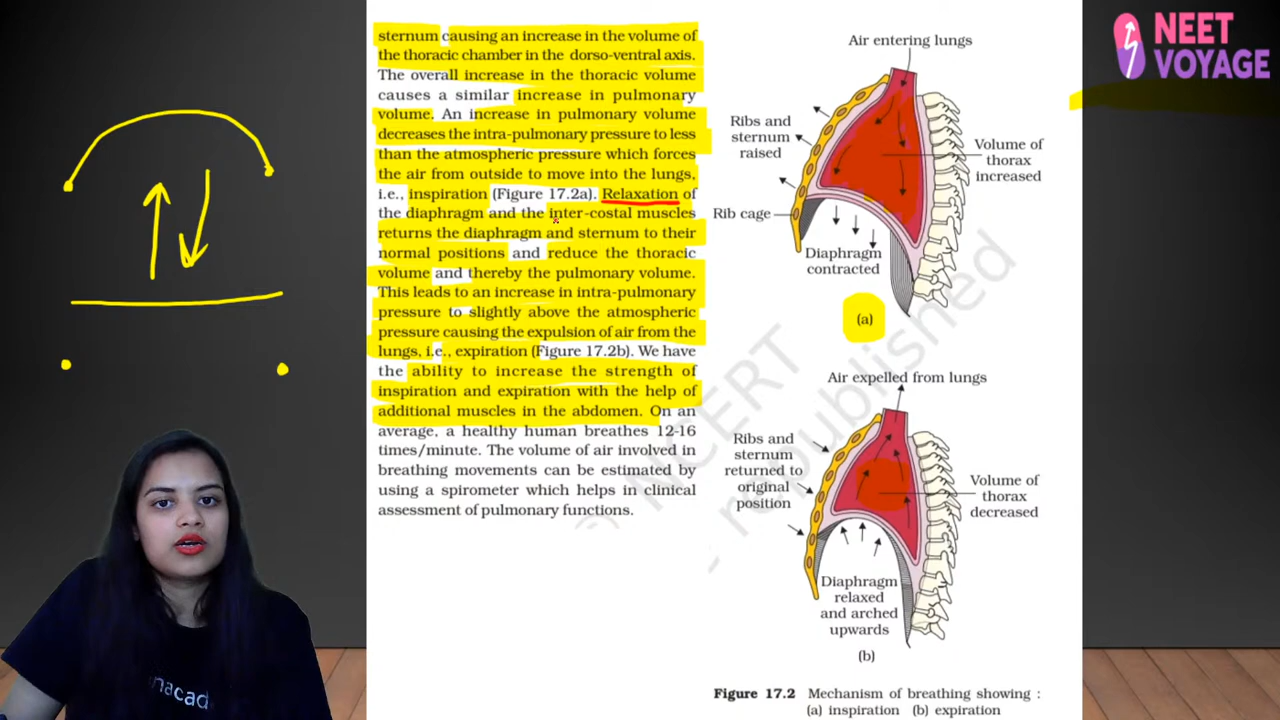 sternum causing an increase in the volume of
the thoracic chamber in the dorso-ventral axis.
The overall increase in the thoracic volume
causes a similar increase in pulmonary
volume. An increase in pulmonary volume
decreases the intra-pulmonary pressure to less
than the atmospheric pressure which forces
the air from outside to move into the lungs,
i.e., inspiration (Figure 17.2a). Relaxation of
the diaphragm and the inter-costal muscles
returns the diaphragm and sternum to their
normal positions and reduce the thoracic
volume and thereby the pulmonary volume.
This leads to an increase in intra-pulmonary
pressure to slightly above the atmospheric
pressure causing the expulsion of air from the
lungs, i.e., expiration (Figure 17.2b). We have
the ability to increase the strength of
inspiration and expiration with the help of
additional muscles in the abdomen. On an
average, a healthy human breathes 12-16
times/minute. The volume of air involved in
breathing movements can be estimated by
using a spirometer which helps in clinical
assessment of pulmonary functions.
Air entering lungs
Ribs and
sternum
raised
Volume of
thorax
increased
Rib cage
Diaphragm
contracted
(a)
Air expelled from lungs
Ribs and
sternum
returned to
original
position
Volume of
thorax
decreased
Diaphragm
relaxed
and arched
upwards
(b)
Figure 17.2 Mechanism of breathing showing :
(a) inspiration (b) expiration
NEET
VOYAGE
© NCERT
republished
nacad